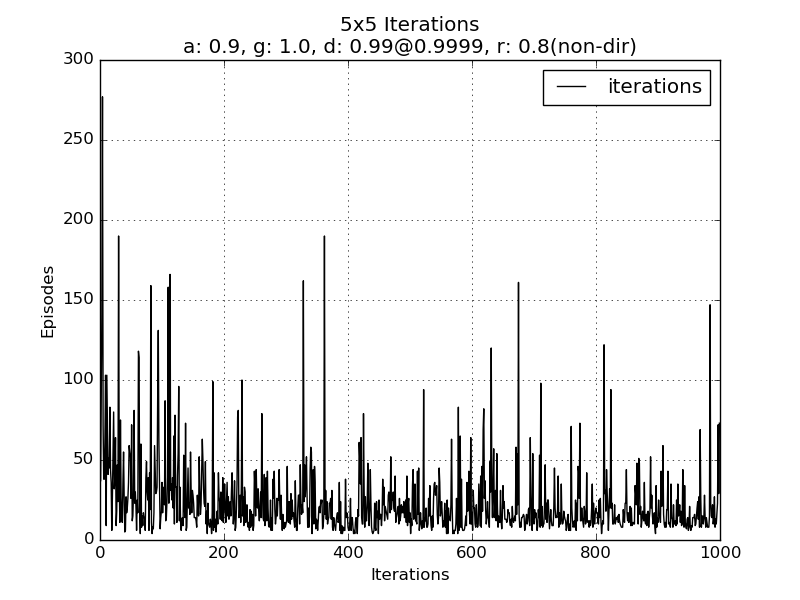 5x5 Iterations
a: 0.9, g: 1.0, d: 0.99@0.9999, r: 0.8(non-dir)
iterations
300
250
200
150
100
50
0
Episodes
0 200 400 600 800 1000
Iterations